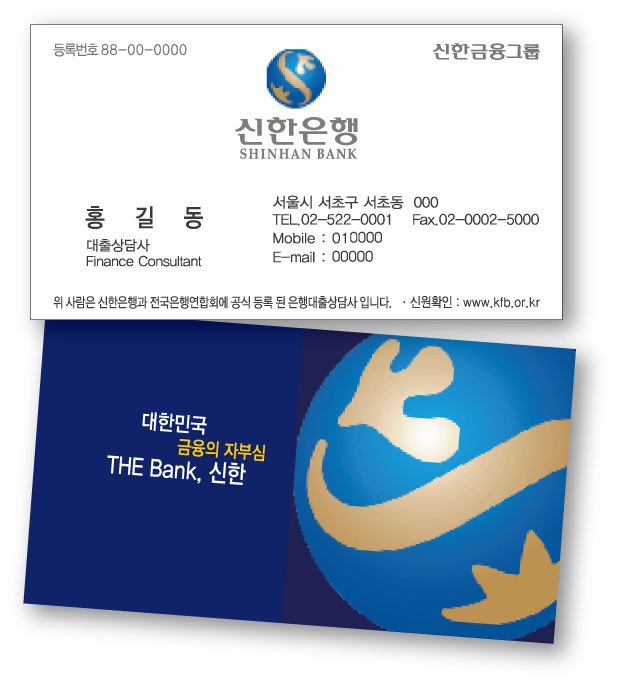 등록번호 88-00-0000
신한금융그룹
신한은행
SHINHAN BANK
홍 길 동
대출상담사
Finance Consultant
서울시 서초구 서초동 000
TEL.02-522-0001 Fax.02-0002-5000
Mobile : 010000
E-mail : 00000
위 사람은 신한은행과 전국은행연합회에 공식 등록 된 은행대출상담사 입니다. · 신원확인 : www.kfb.or.kr
대한민국
금융의 자부심
THE Bank, 신한